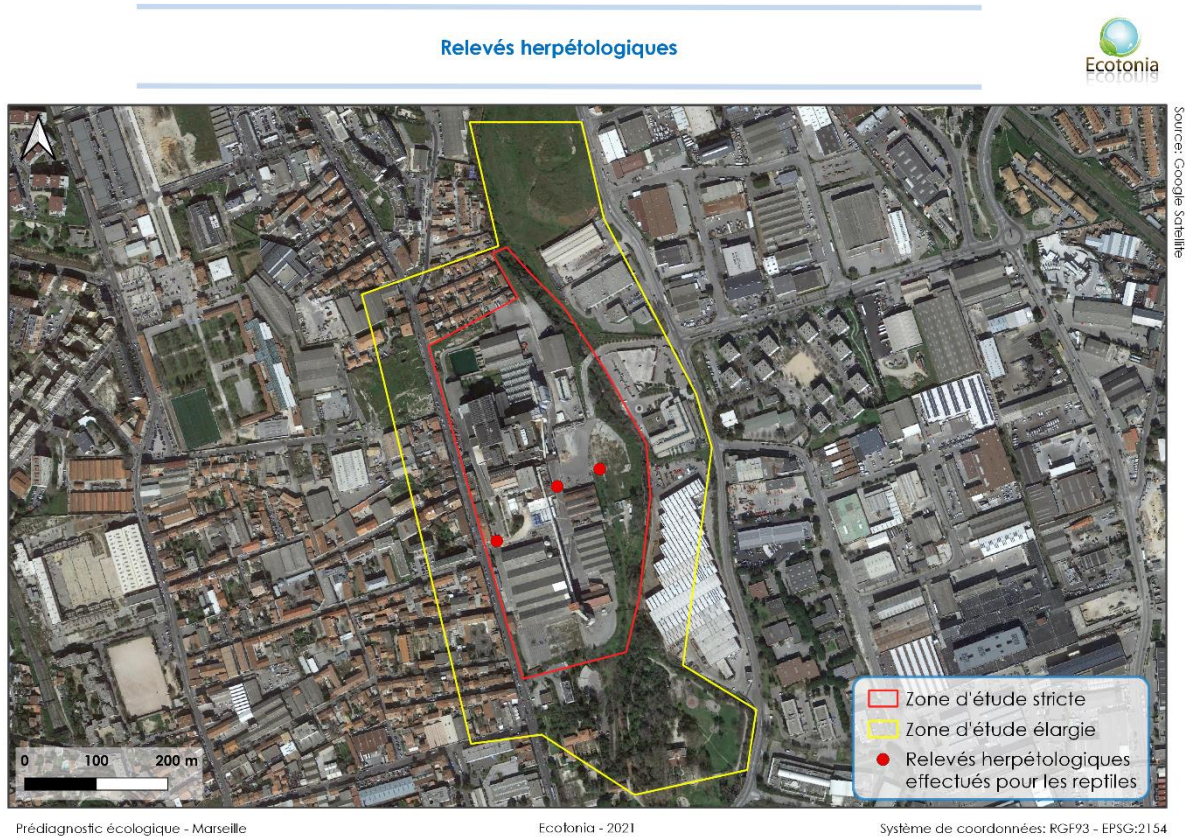 Relevés herpétologiques
Ecotonia
Source: Google Satellite
0 100 200 m
Zone d'étude stricte
Zone d'étude élargie
Relevés herpétologiques
effectués pour les reptiles
Prédiagnostic écologique - Marseille
Ecotonia - 2021
Système de coordonnées: RGF93 - EPSG:2154